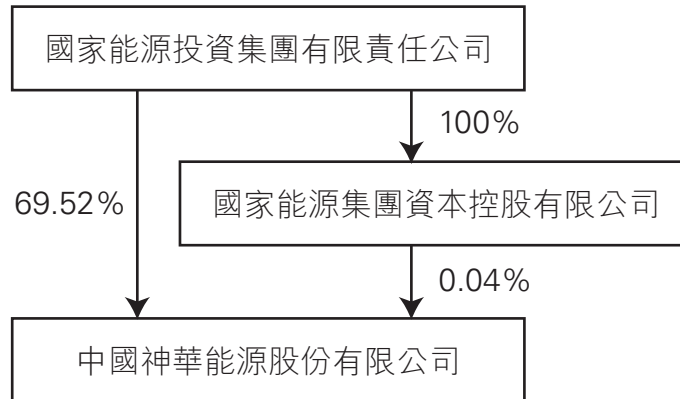 國家能源投資集團有限責任公司
100%
69.52%
國家能源集團資本控股有限公司
0.04%
中國神華能源股份有限公司